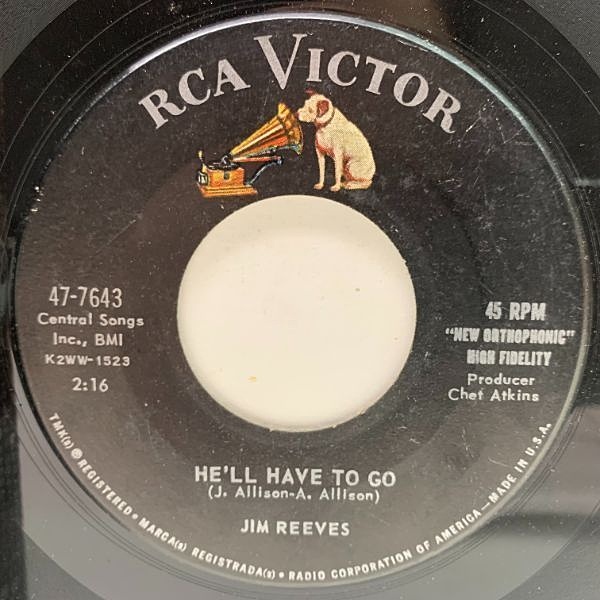 RCA VICTOR
47-7643
Central Songs
Inc., BMI
K2WW-1523
2:16
45 RPM
"NEW ORTHOPHONIC"
HIGH FIDELITY
Producer
Chet Atkins
HE'LL HAVE TO GO
(J. Allison-A. Allison)
JIM REEVES
TMK(s) ® REGISTERED • MARCA(s) REGISTRADA(s) • RADIO CORPORATION OF AMERICA—MADE IN U.S.A.